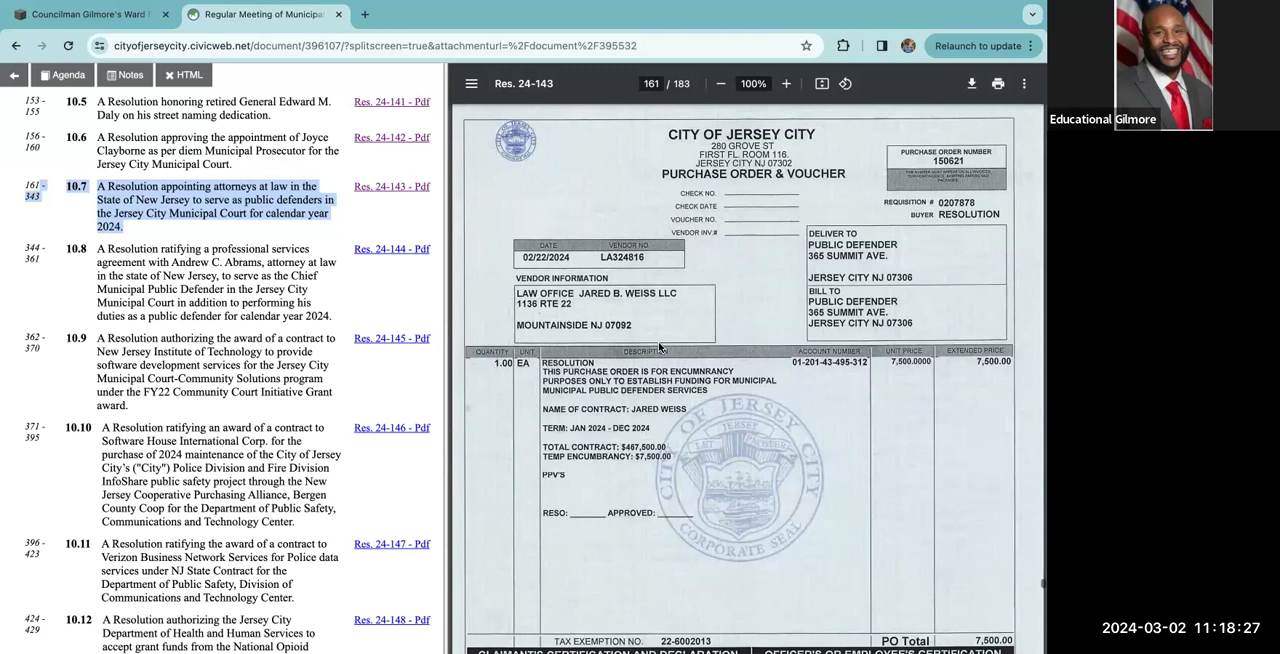 Councilman Gilmore's Ward
Regular Meeting of Municipal
cityofjerseycity.civicweb.net/document/396107/?splitscreen=true&attachmenturl=%2Fdocument%2F395532
Relaunch to update
Agenda
Notes
HTML
153 -
155
10.5 A Resolution honoring retired General Edward M. Res. 24-141 - Pdf
Daly on his street naming dedication.
156 -
160
10.6 A Resolution approving the appointment of Joyce Res. 24-142 - Pdf
Clayborne as per diem Municipal Prosecutor for the
Jersey City Municipal Court.
161 -
343
10.7 A Resolution appointing attorneys at law in the Res. 24-143 - Pdf
State of New Jersey to serve as public defenders in
the Jersey City Municipal Court for calendar year
2024.
344 -
361
10.8 A Resolution ratifying a professional services Res. 24-144 - Pdf
agreement with Andrew C. Abrams, attorney at law
in the state of New Jersey, to serve as the Chief
Municipal Public Defender in the Jersey City
Municipal Court in addition to performing his
duties as a public defender for calendar year 2024.
362 -
370
10.9 A Resolution authorizing the award of a contract to Res. 24-145 - Pdf
New Jersey Institute of Technology to provide
software development services for the Jersey City
Municipal Court-Community Solutions program
under the FY22 Community Court Initiative Grant
award.
371 -
395
10.10 A Resolution ratifying an award of a contract to Res. 24-146 - Pdf
Software House International Corp. for the
purchase of 2024 maintenance of the City of Jersey
City's ("City") Police Division and Fire Division
InfoShare public safety project through the New
Jersey Cooperative Purchasing Alliance, Bergen
County Coop for the Department of Public Safety,
Communications and Technology Center.
396 -
423
10.11 A Resolution ratifying the award of a contract to Res. 24-147 - Pdf
Verizon Business Network Services for Police data
services under NJ State Contract for the
Department of Public Safety, Division of
Communications and Technology Center.
424 -
429
10.12 A Resolution authorizing the Jersey City Res. 24-148 - Pdf
Department of Health and Human Services to
accept grant funds from the National Opioid
Res. 24-143
161 / 183
100%
CITY OF JERSEY CITY
280 GROVE ST
FIRST FL. ROOM 116.
JERSEY CITY NJ 07302
PURCHASE ORDER & VOUCHER
PURCHASE ORDER NUMBER
150621
REQUISITION # 0207878
BUYER RESOLUTION
CHECK NO.
CHECK DATE
VOUCHER NO.
VENDOR INV.#
DATE VENDOR NO.
02/22/2024 LA324816
VENDOR INFORMATION
LAW OFFICE JARED B. WEISS LLC
1136 RTE 22
MOUNTAINSIDE NJ 07092
DELIVER TO
PUBLIC DEFENDER
365 SUMMIT AVE.
JERSEY CITY NJ 07306
BILL TO
PUBLIC DEFENDER
365 SUMMIT AVE.
JERSEY CITY NJ 07306
QUANTITY UNIT DESCRIPTION ACCOUNT NUMBER UNIT PRICE EXTENDED PRICE
1.00 EA RESOLUTION 01-201-43-495-312 7,500.0000 7,500.00
THIS PURCHASE ORDER IS FOR ENCUMNRANCY
PURPOSES ONLY TO ESTABLISH FUNDING FOR MUNICIPAL
MUNICIPAL PUBLIC DEFENDER SERVICES
NAME OF CONTRACT: JARED WEISS
TERM: JAN 2024 - DEC 2024
TOTAL CONTRACT: $467,500.00
TEMP ENCUMBRANCY: $7,500.00
PPV'S
RESO: _______ APPROVED: _______
CITY OF JERSEY CITY
CORPORATE SEAL
TAX EXEMPTION NO. 22-6002013 PO Total 7,500.00
CLAIMANT'S CERTIFICATION AND DECLARATION OFFICER'S OR EMPLOYEE'S CERTIFICATION
Educational Gilmore
2024-03-02 11:18:27